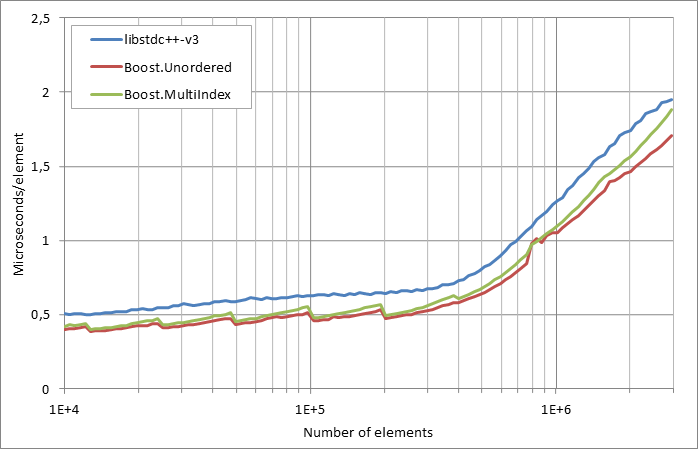 2,5
libstdc++-v3
Boost.Unordered
Boost.MultiIndex
2
1,5
1
0,5
0
Microseconds/element
1E+4
1E+5
1E+6
Number of elements